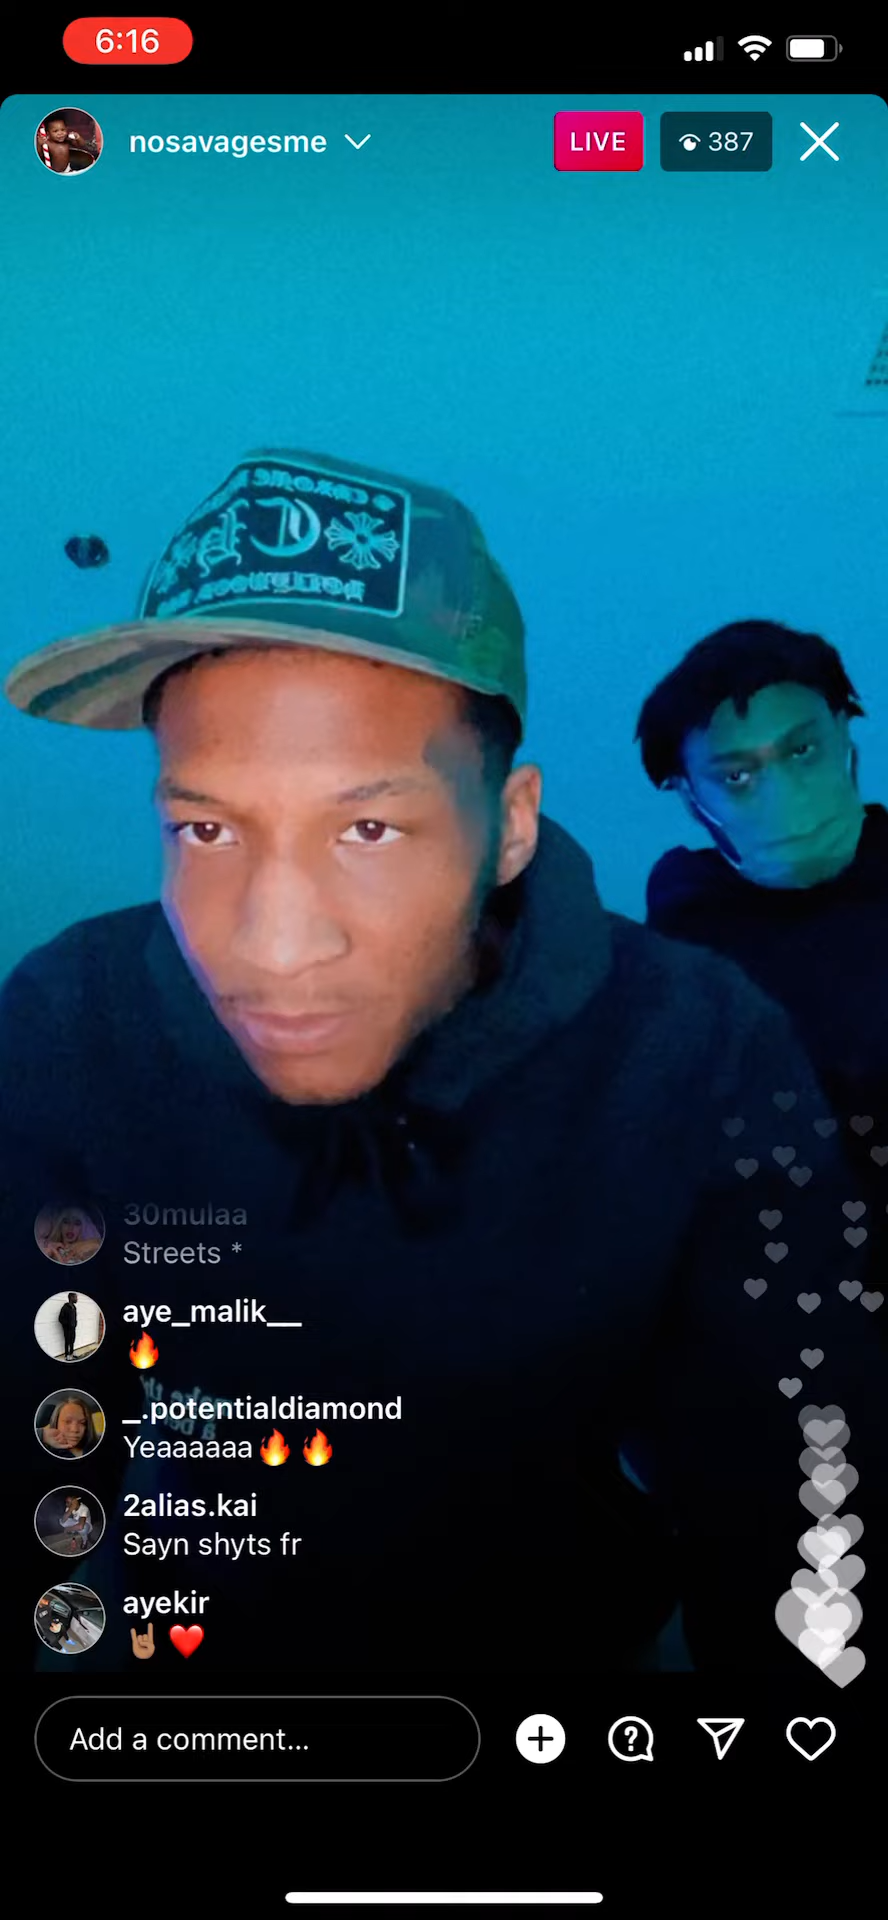 6:16
nosavagesme
LIVE
387
30mulaa
Streets *
aye_malik__
🔥
_.potentialdiamond
Yeaaaaaa🔥 🔥
2alias.kai
Sayn shyts fr
ayekir
🤘🏽❤️
Add a comment...